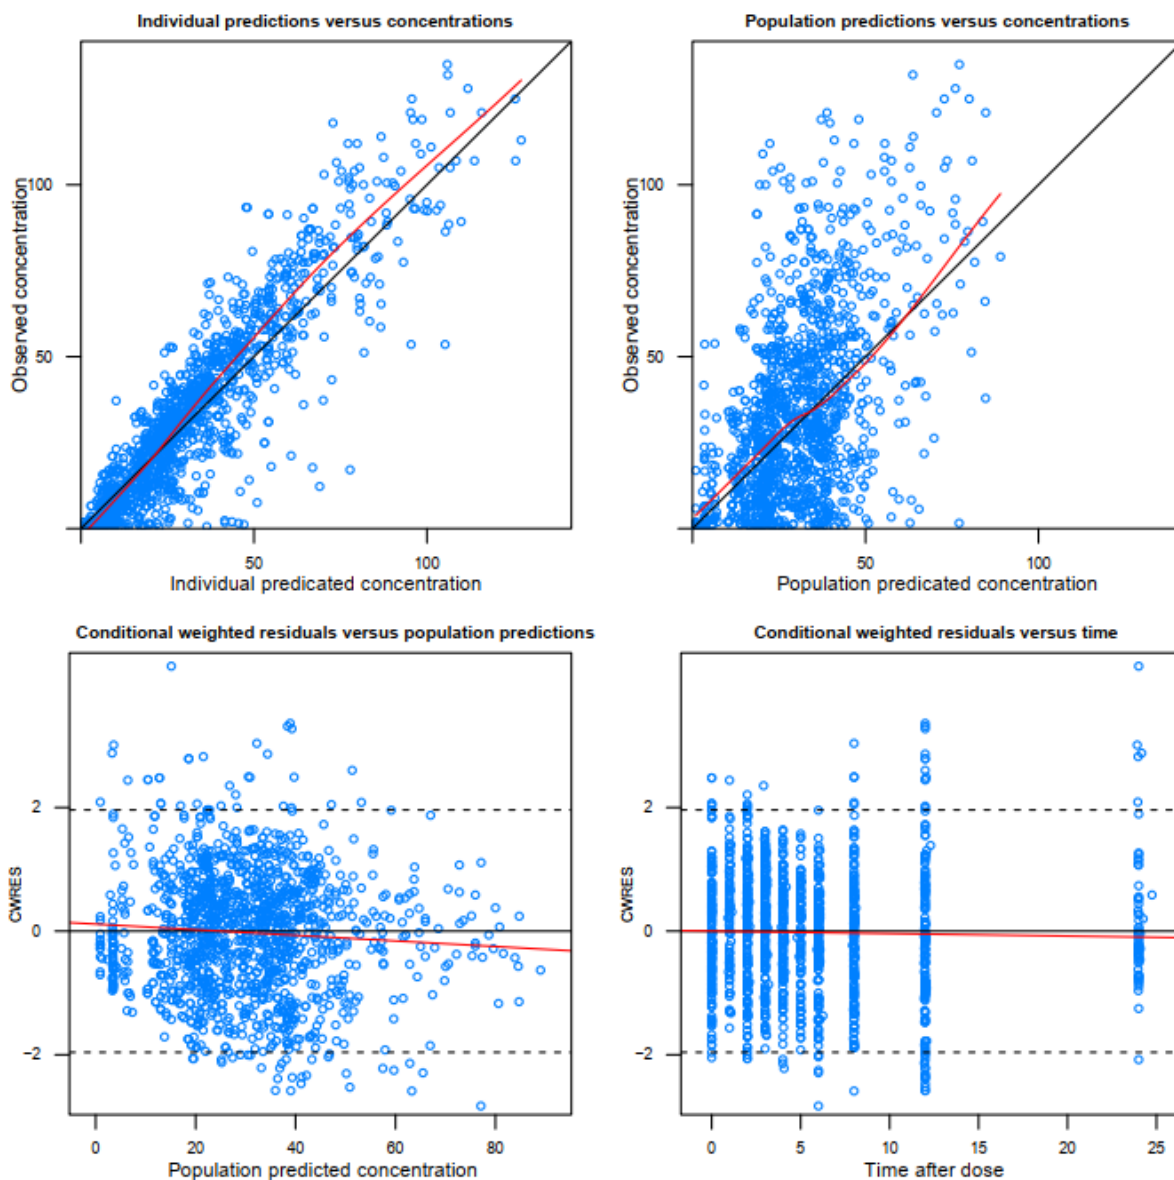 Individual predictions versus concentrations
Observed concentration
100
50
50
100
Individual predicated concentration
Population predictions versus concentrations
Observed concentration
100
50
50
100
Population predicated concentration
Conditional weighted residuals versus population predictions
CWRES
2
0
−2
0
20
40
60
80
Population predicted concentration
Conditional weighted residuals versus time
CWRES
2
0
−2
0
5
10
15
20
25
Time after dose